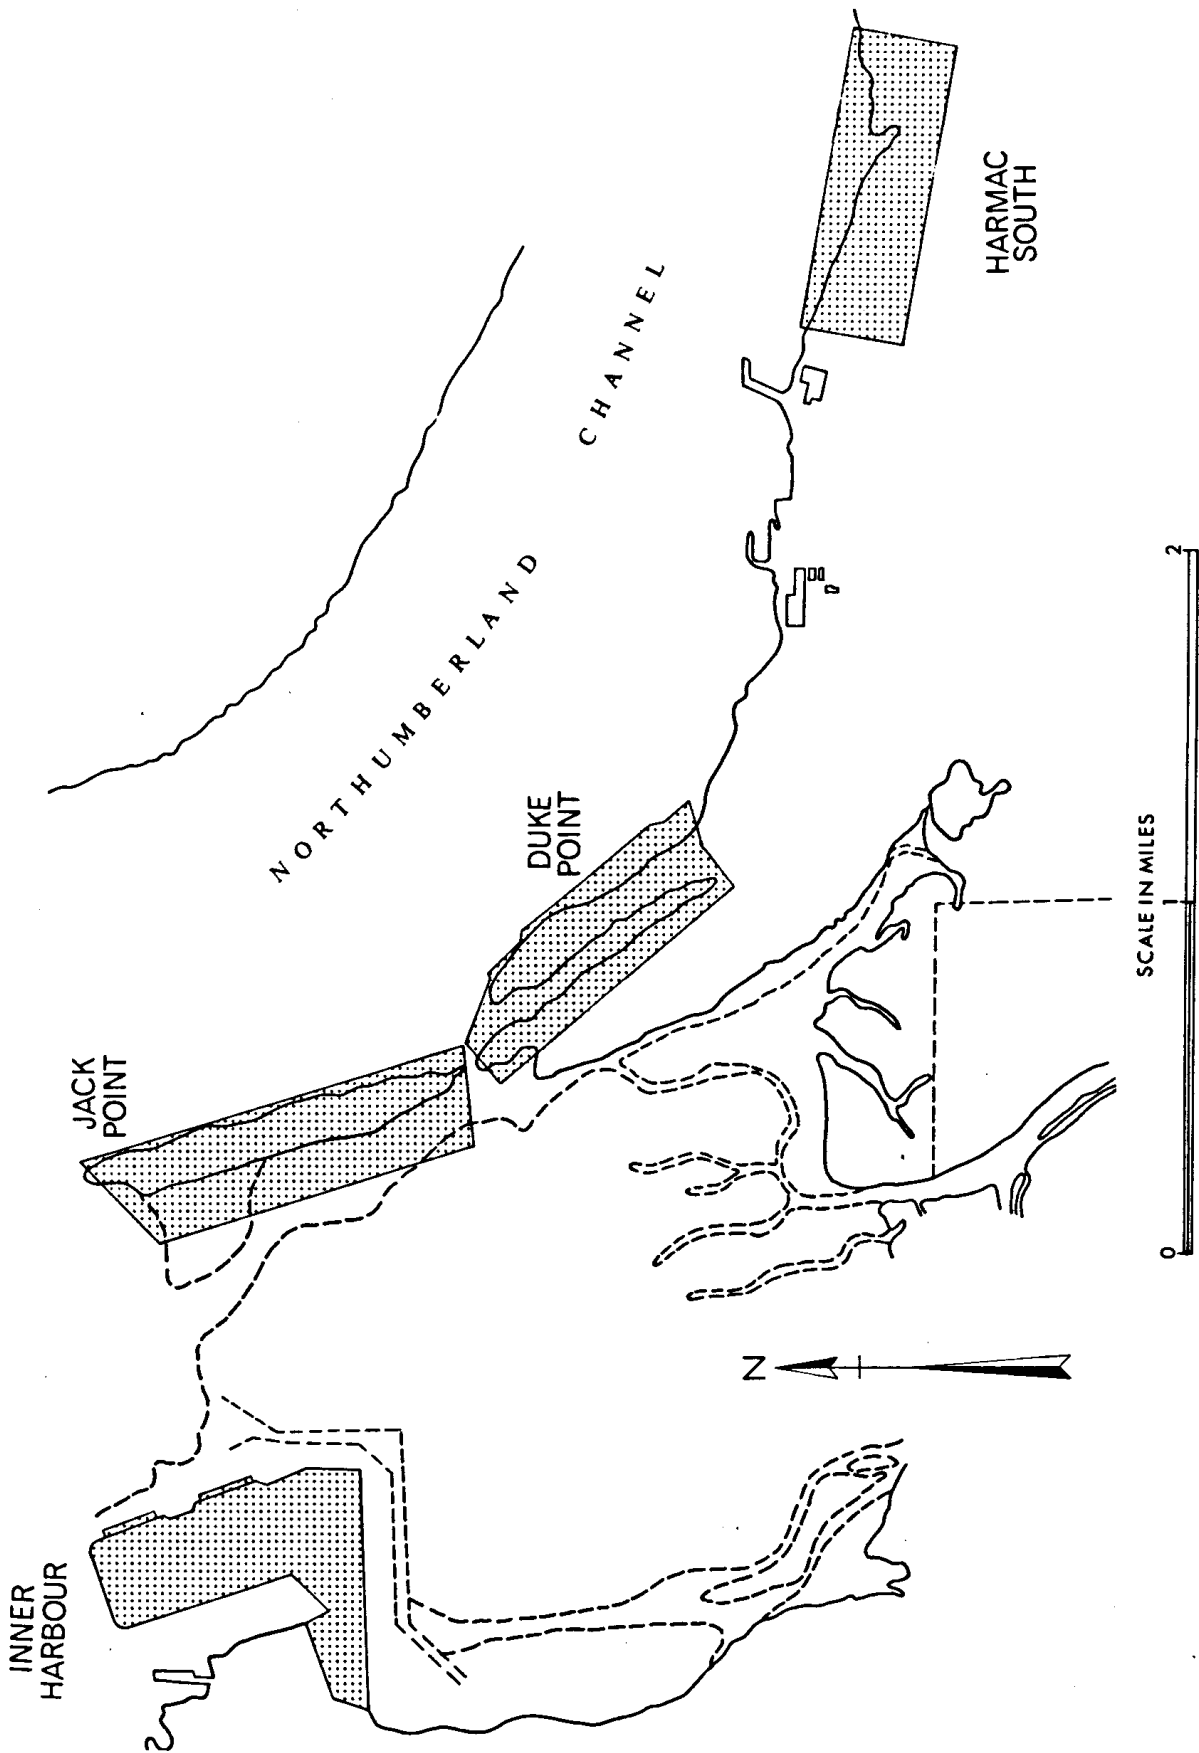 INNER
HARBOUR
JACK
POINT
DUKE
POINT
NORTHUMBERLAND CHANNEL
HARMAC
SOUTH
N
0 1 2
SCALE IN MILES